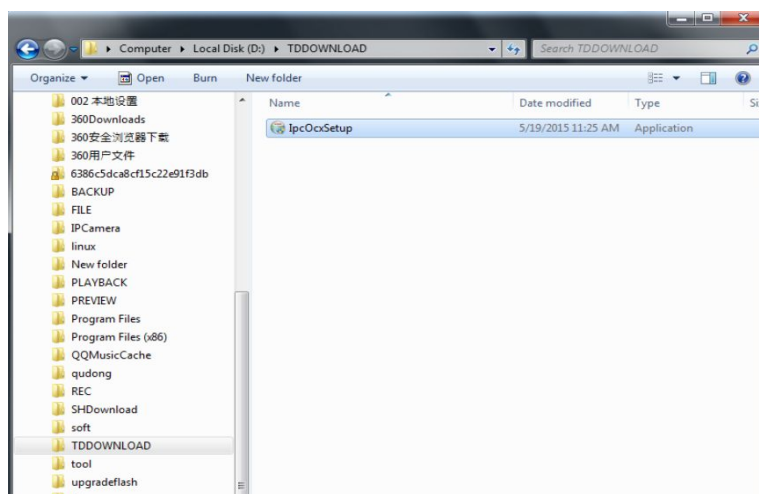 Computer ▸ Local Disk (D:) ▸ TDDOWNLOAD
Search TDDOWNLOAD
Organize Open Burn New folder
Name Date modified Type
IpcOcxSetup 5/19/2015 11:25 AM Application
002 本地设置
360Downloads
360安全浏览器下载
360用户文件
6386c5dca8cf15c22e91f3db
BACKUP
FILE
IPCamera
linux
New folder
PLAYBACK
PREVIEW
Program Files
Program Files (x86)
QQMusicCache
qudong
REC
SHDownload
soft
TDDOWNLOAD
tool
upgradeflash